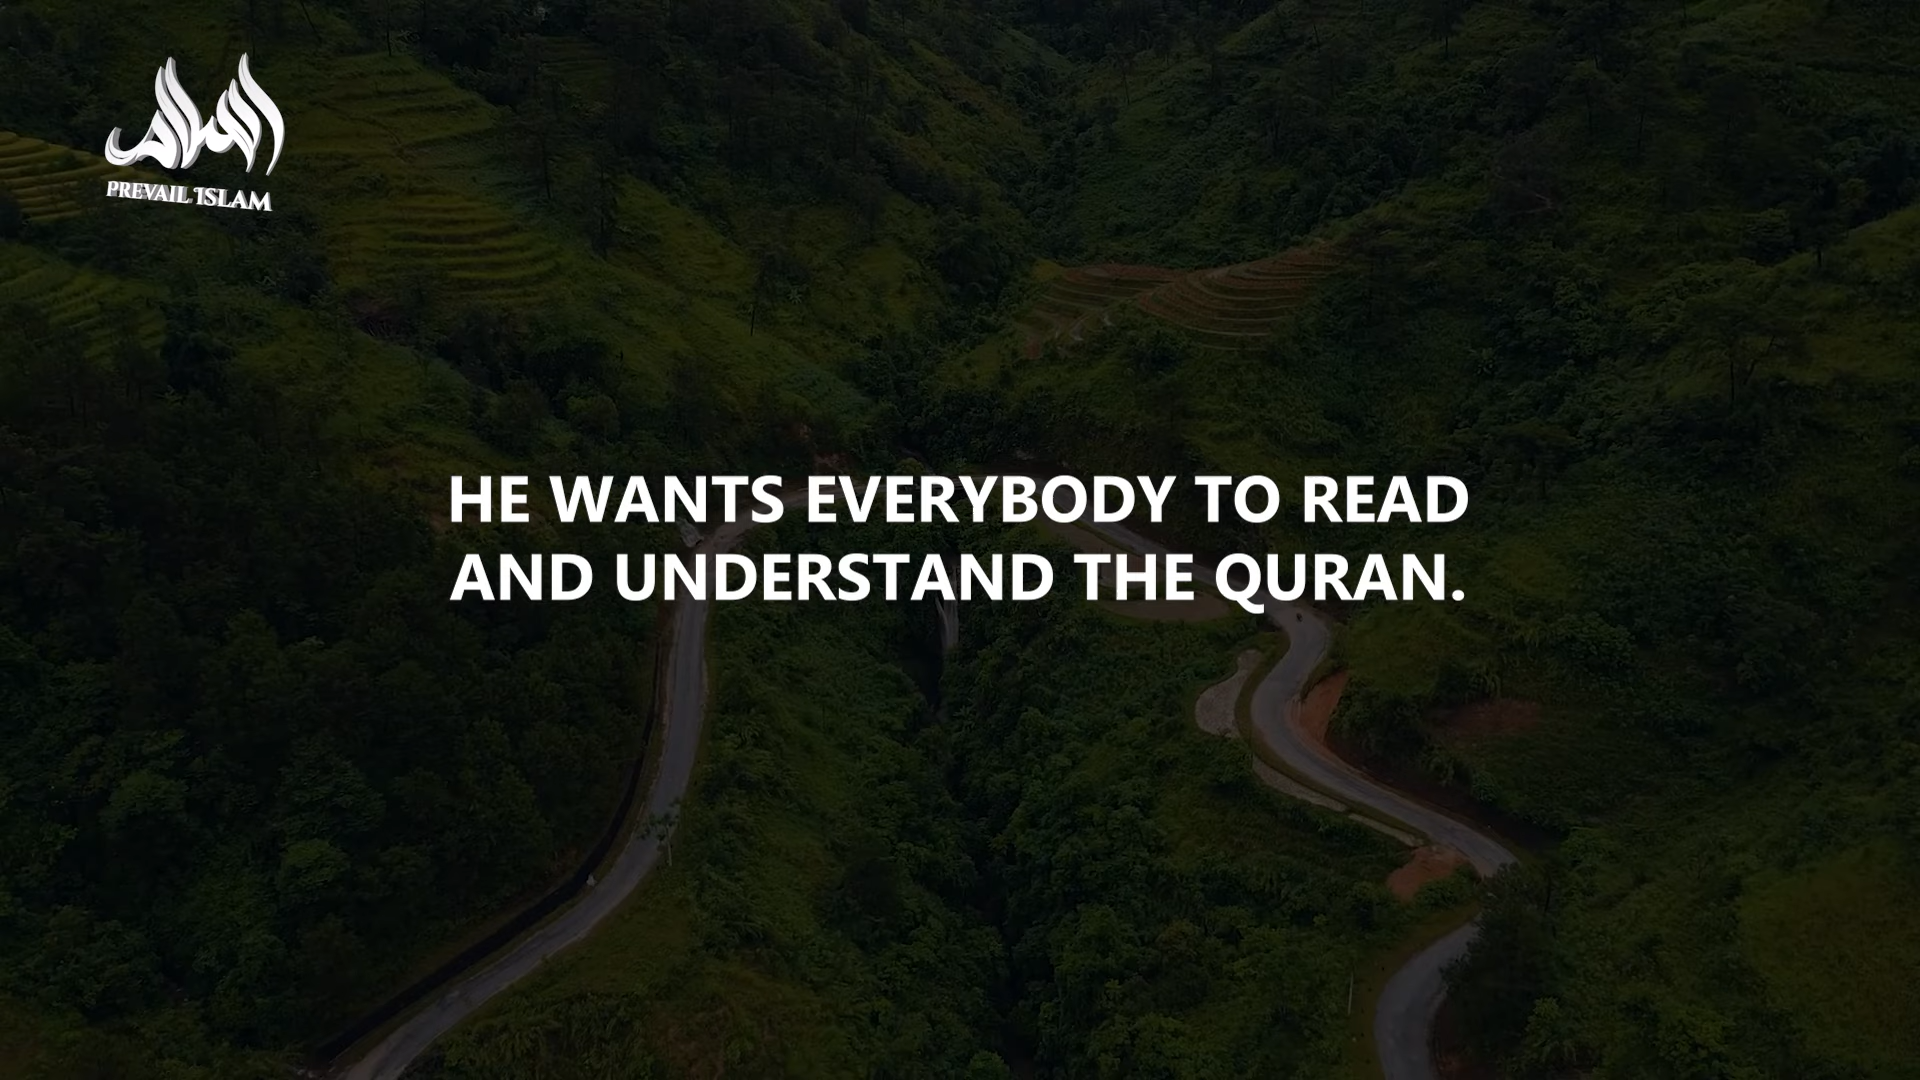 PREVAIL ISLAM
HE WANTS EVERYBODY TO READ
AND UNDERSTAND THE QURAN.